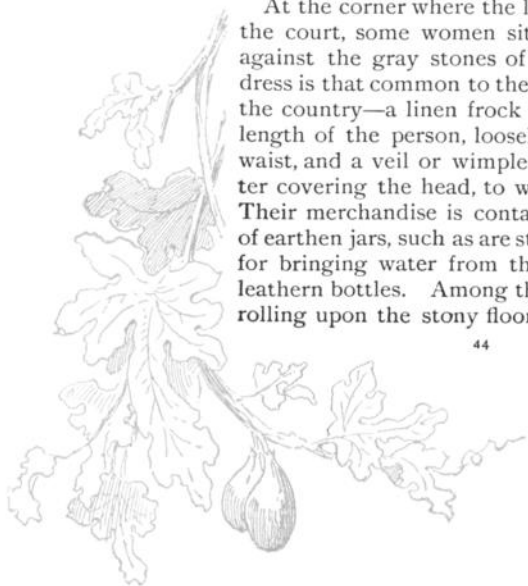 At the corner where the l
the court, some women sit
against the gray stones of
dress is that common to the
the country—a linen frock
length of the person, loose
waist, and a veil or wimple
ter covering the head, to w
Their merchandise is conta
of earthen jars, such as are st
for bringing water from th
leathern bottles. Among th
rolling upon the stony floor
44